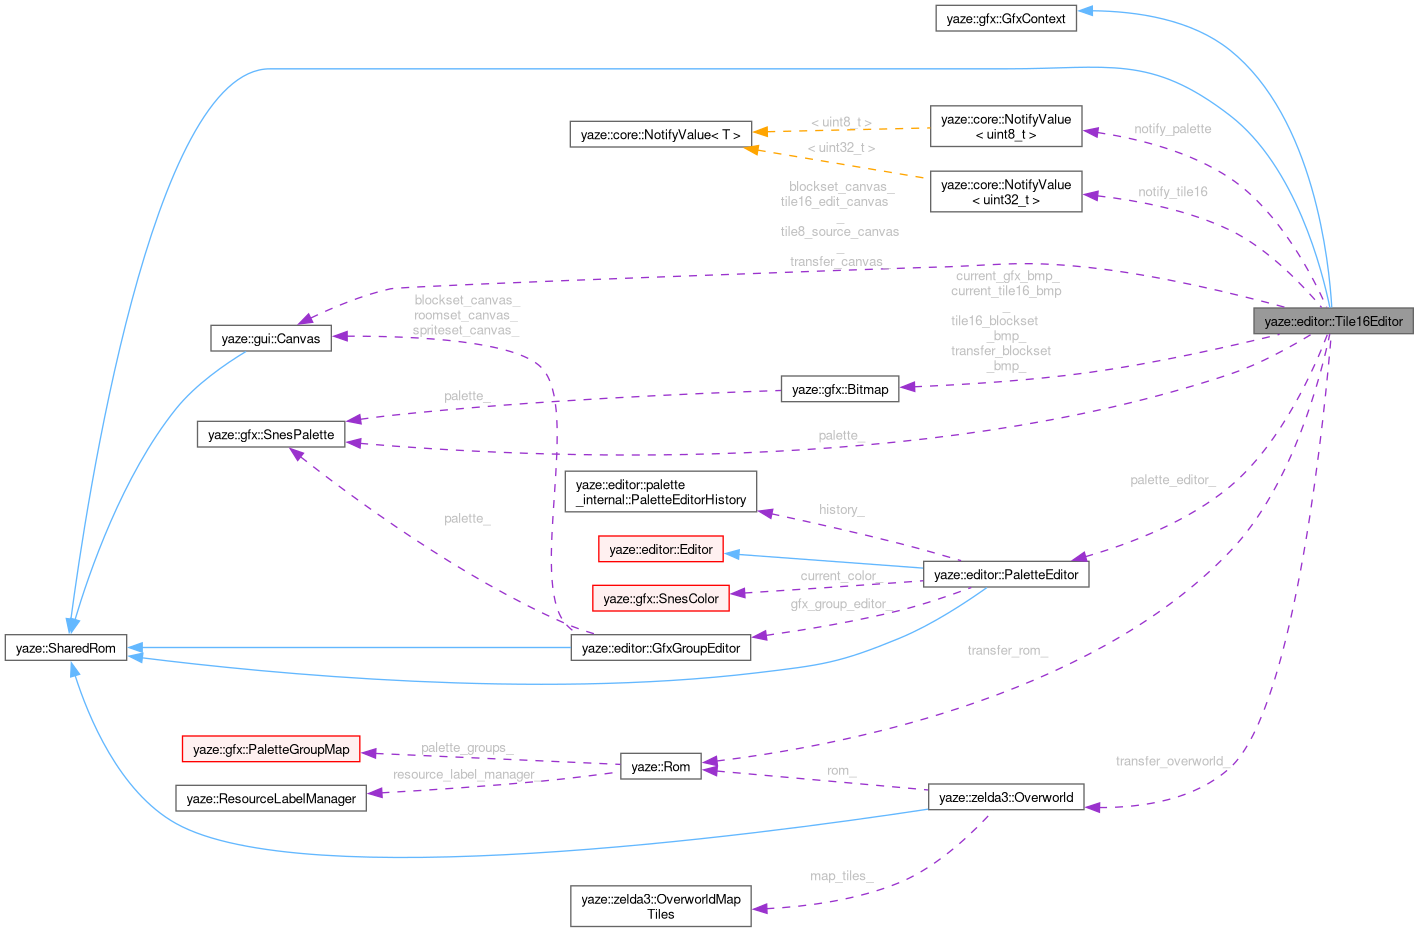 yaze::gfx::GfxContext
yaze::core::NotifyValue< T >
< uint8_t >
yaze::core::NotifyValue
< uint8_t >
notify_palette
< uint32_t >
yaze::core::NotifyValue
< uint32_t >
notify_tile16
blockset_canvas_
tile16_edit_canvas
_
tile8_source_canvas
_
transfer_canvas
current_gfx_bmp_
current_tile16_bmp
_
tile16_blockset
_bmp_
transfer_blockset
_bmp_
yaze::editor::Tile16Editor
blockset_canvas_
roomset_canvas_
spriteset_canvas_
yaze::gui::Canvas
yaze::gfx::Bitmap
palette_
yaze::gfx::SnesPalette
palette_
yaze::editor::palette
_internal::PaletteEditorHistory
palette_editor_
history_
palette_
yaze::editor::Editor
yaze::editor::PaletteEditor
current_color_
yaze::gfx::SnesColor
gfx_group_editor_
yaze::SharedRom
yaze::editor::GfxGroupEditor
transfer_rom_
yaze::gfx::PaletteGroupMap
palette_groups_
yaze::Rom
resource_label_manager_
rom_
transfer_overworld_
yaze::ResourceLabelManager
yaze::zelda3::Overworld
map_tiles_
yaze::zelda3::OverworldMap
Tiles